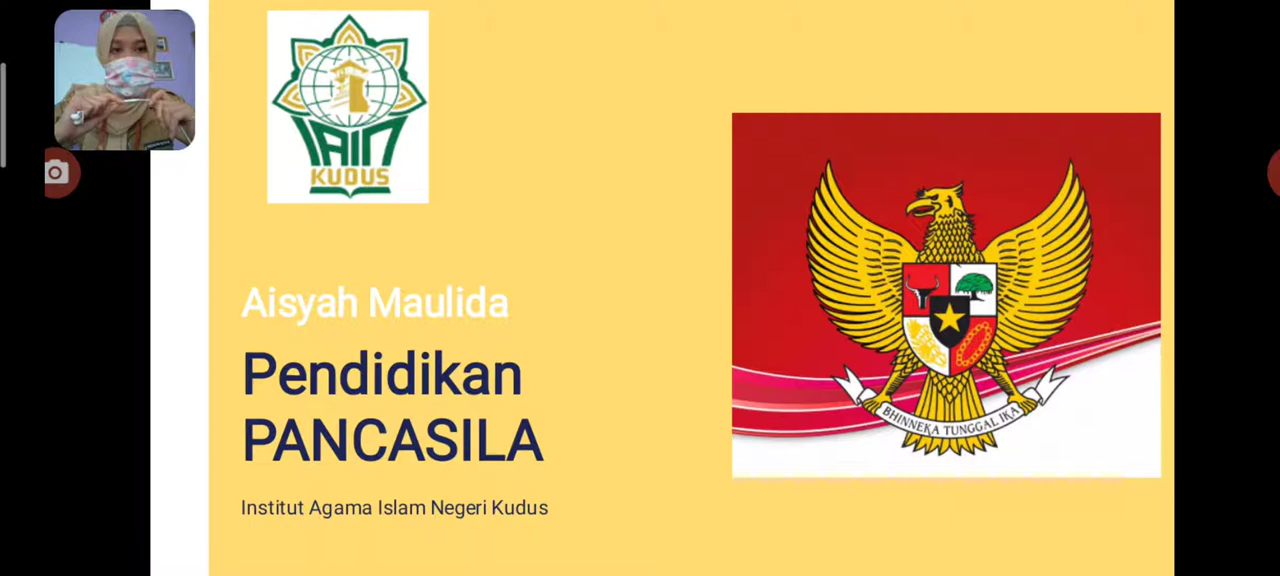 IAIN
KUDUS
Aisyah Maulida
Pendidikan
PANCASILA
Institut Agama Islam Negeri Kudus
BHINNEKA TUNGGAL IKA